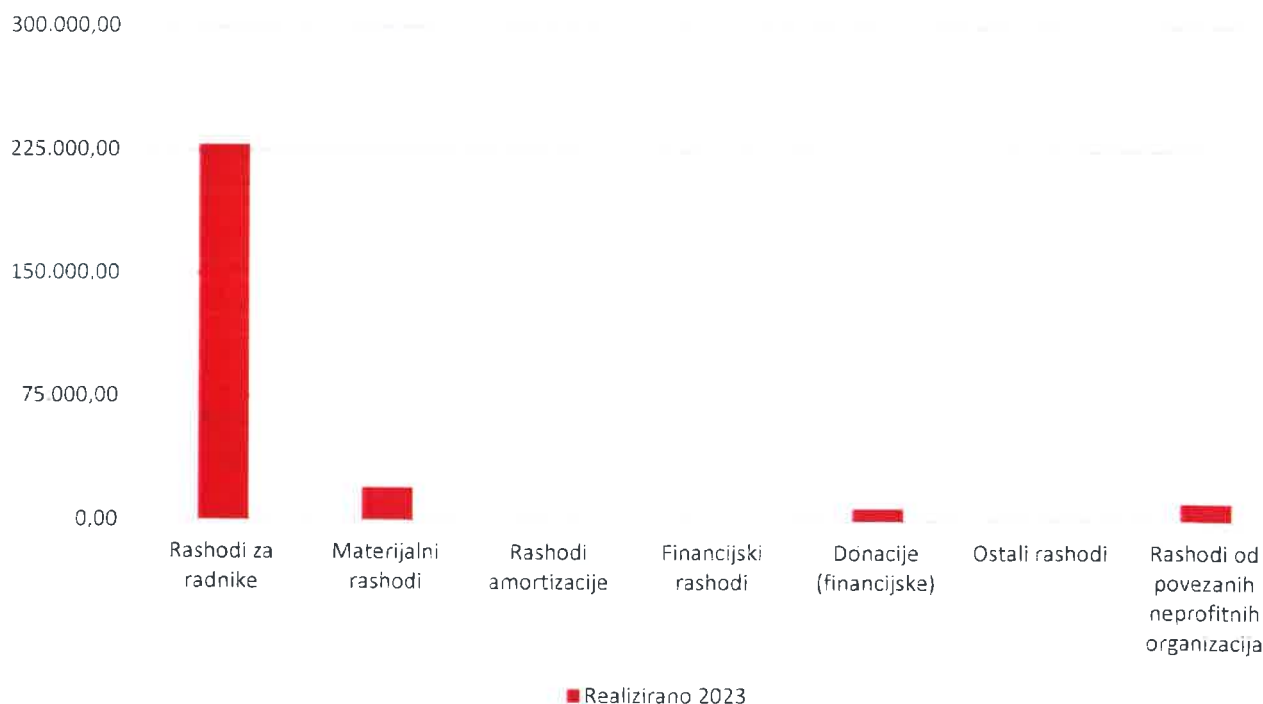 300.000,00
225.000,00
150.000,00
75.000,00
0,00
Rashodi za
radnike
Materijalni
rashodi
Rashodi
amortizacije
Financijski
rashodi
Donacije
(financijske)
Ostali rashodi
Rashodi od
povezanih
neprofitnih
organizacija
Realizirano 2023